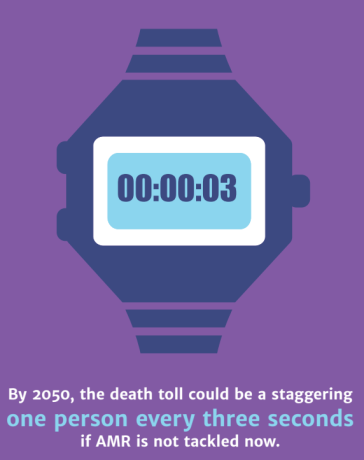 00:00:03
By 2050, the death toll could be a staggering
one person every three seconds
if AMR is not tackled now.